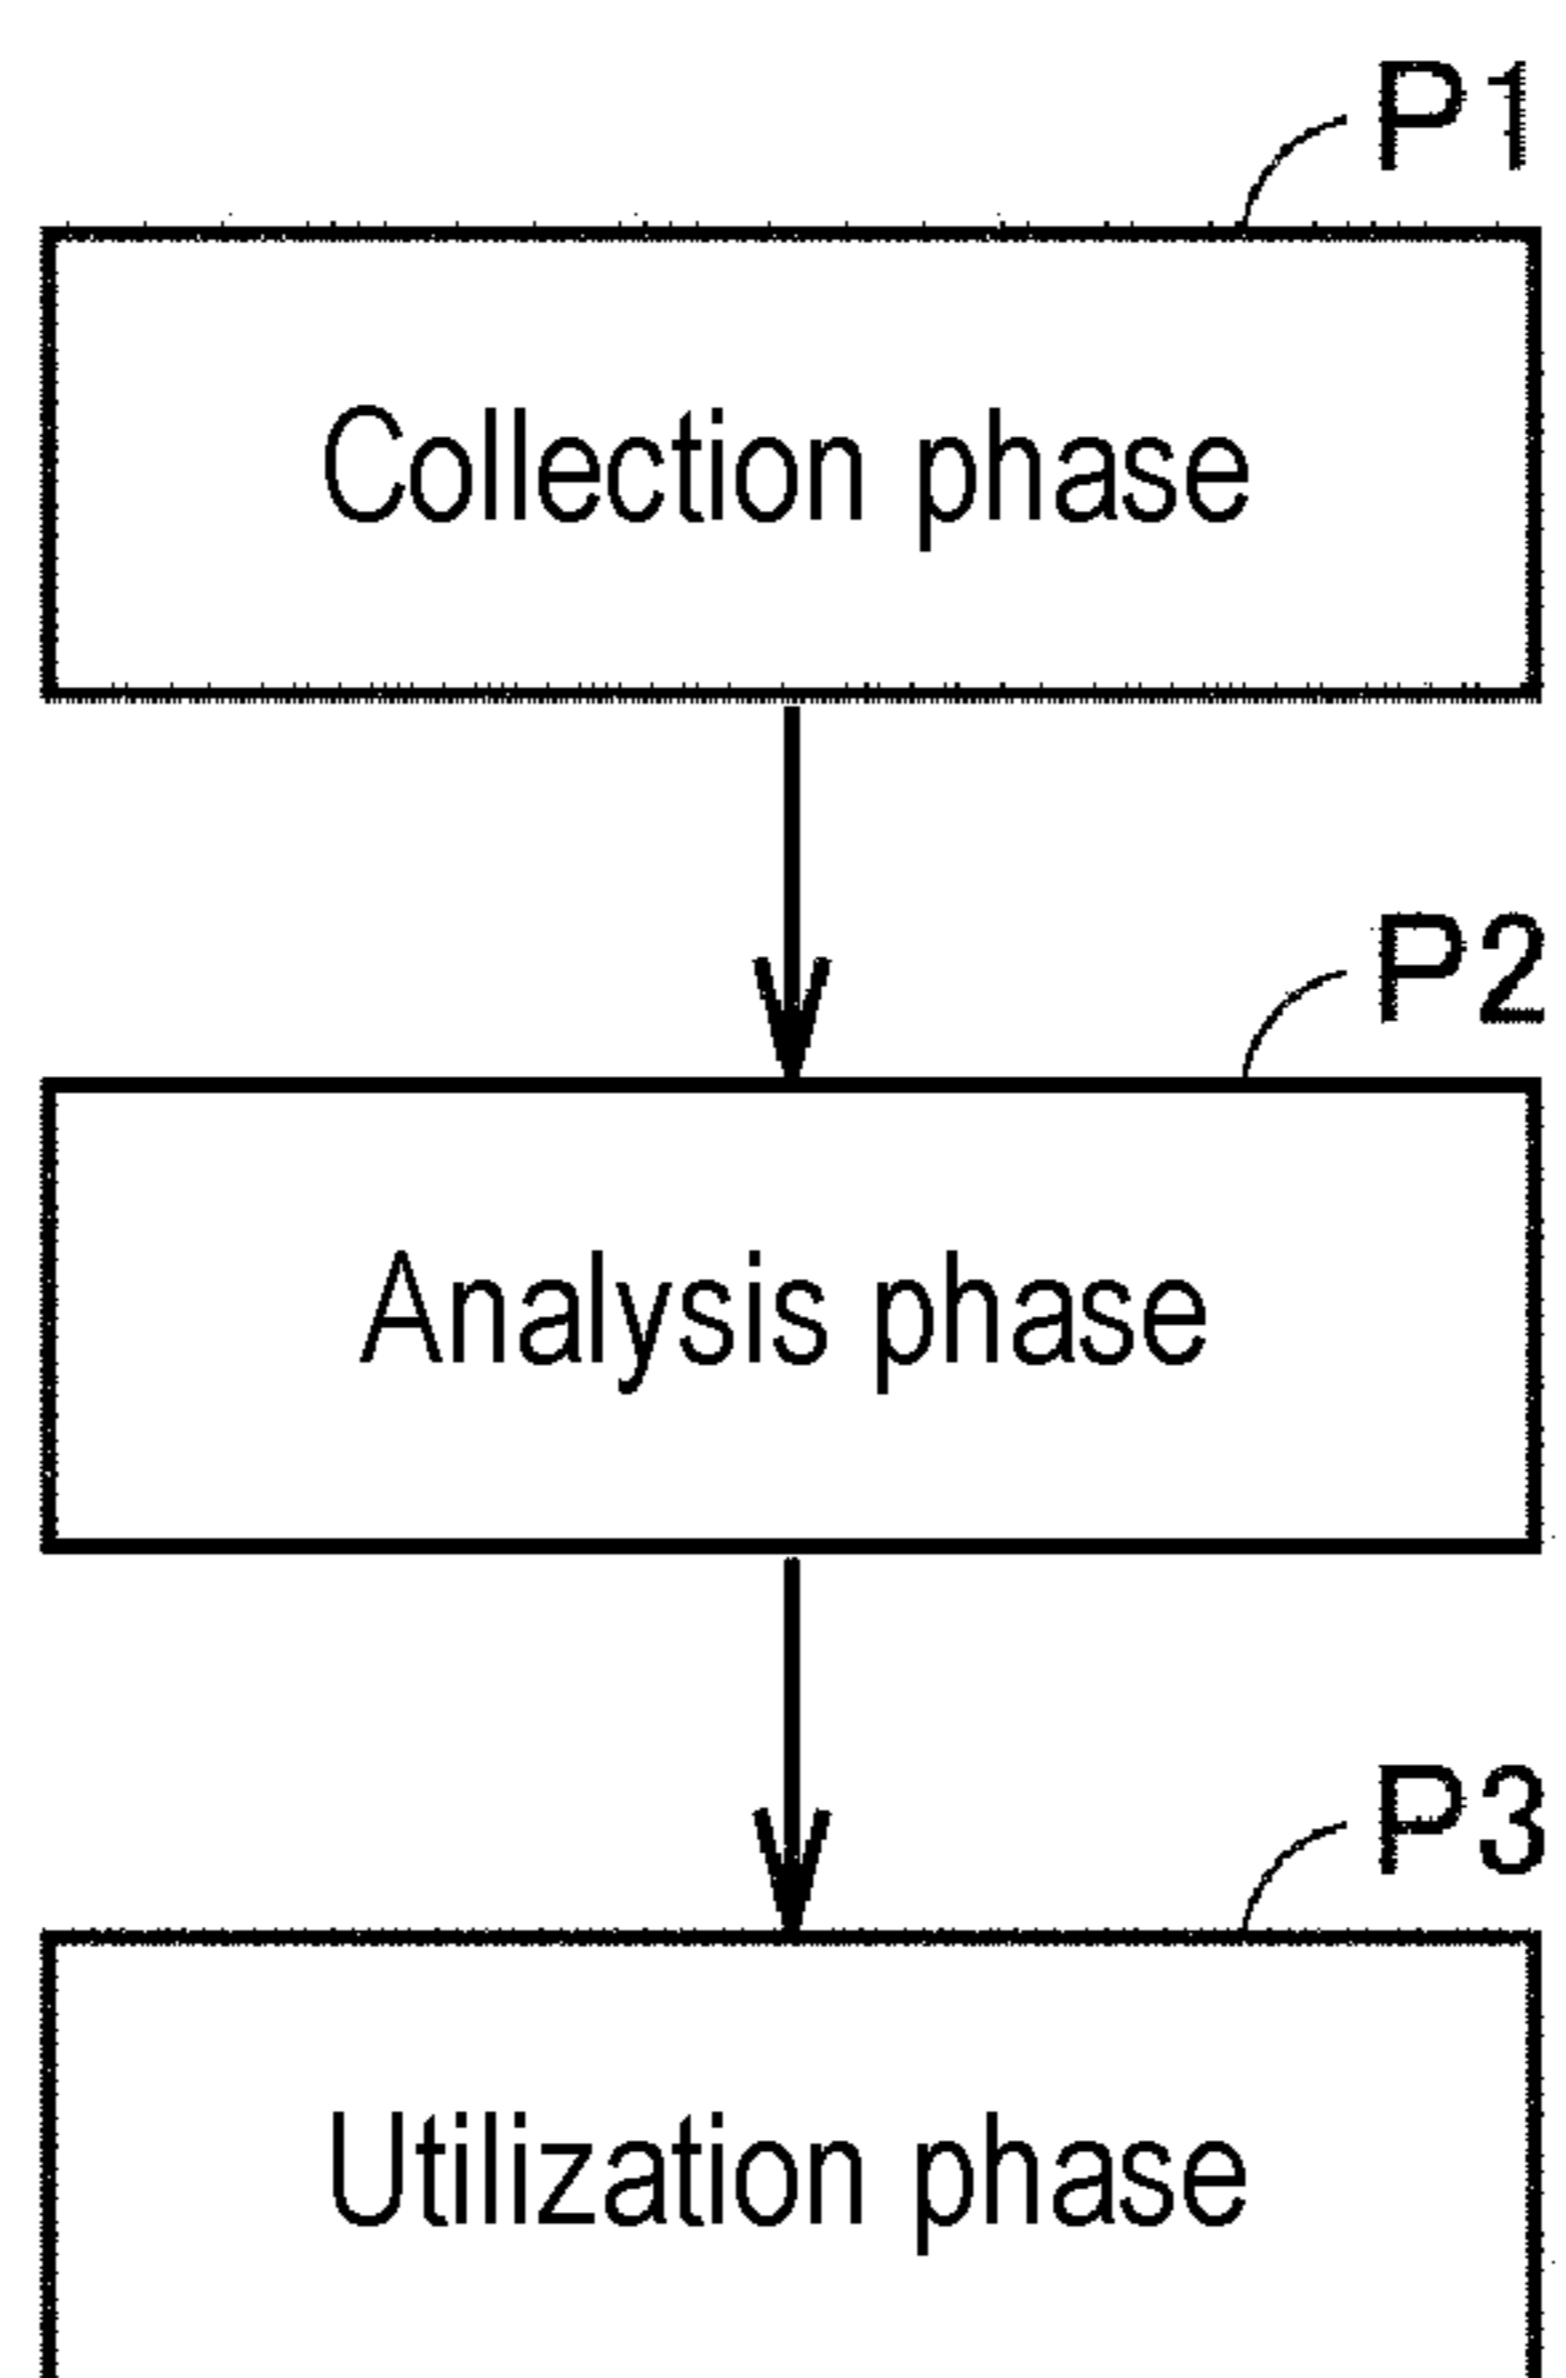 P1
Collection phase
P2
Analysis phase
P3
Utilization phase